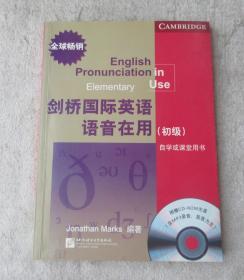 CAMBRIDGE
全球畅销
English
Pronunciation in
Elementary Use
剑桥国际英语
语音在用（初级）
自学或课堂用书
ð
Jonathan Marks 编著